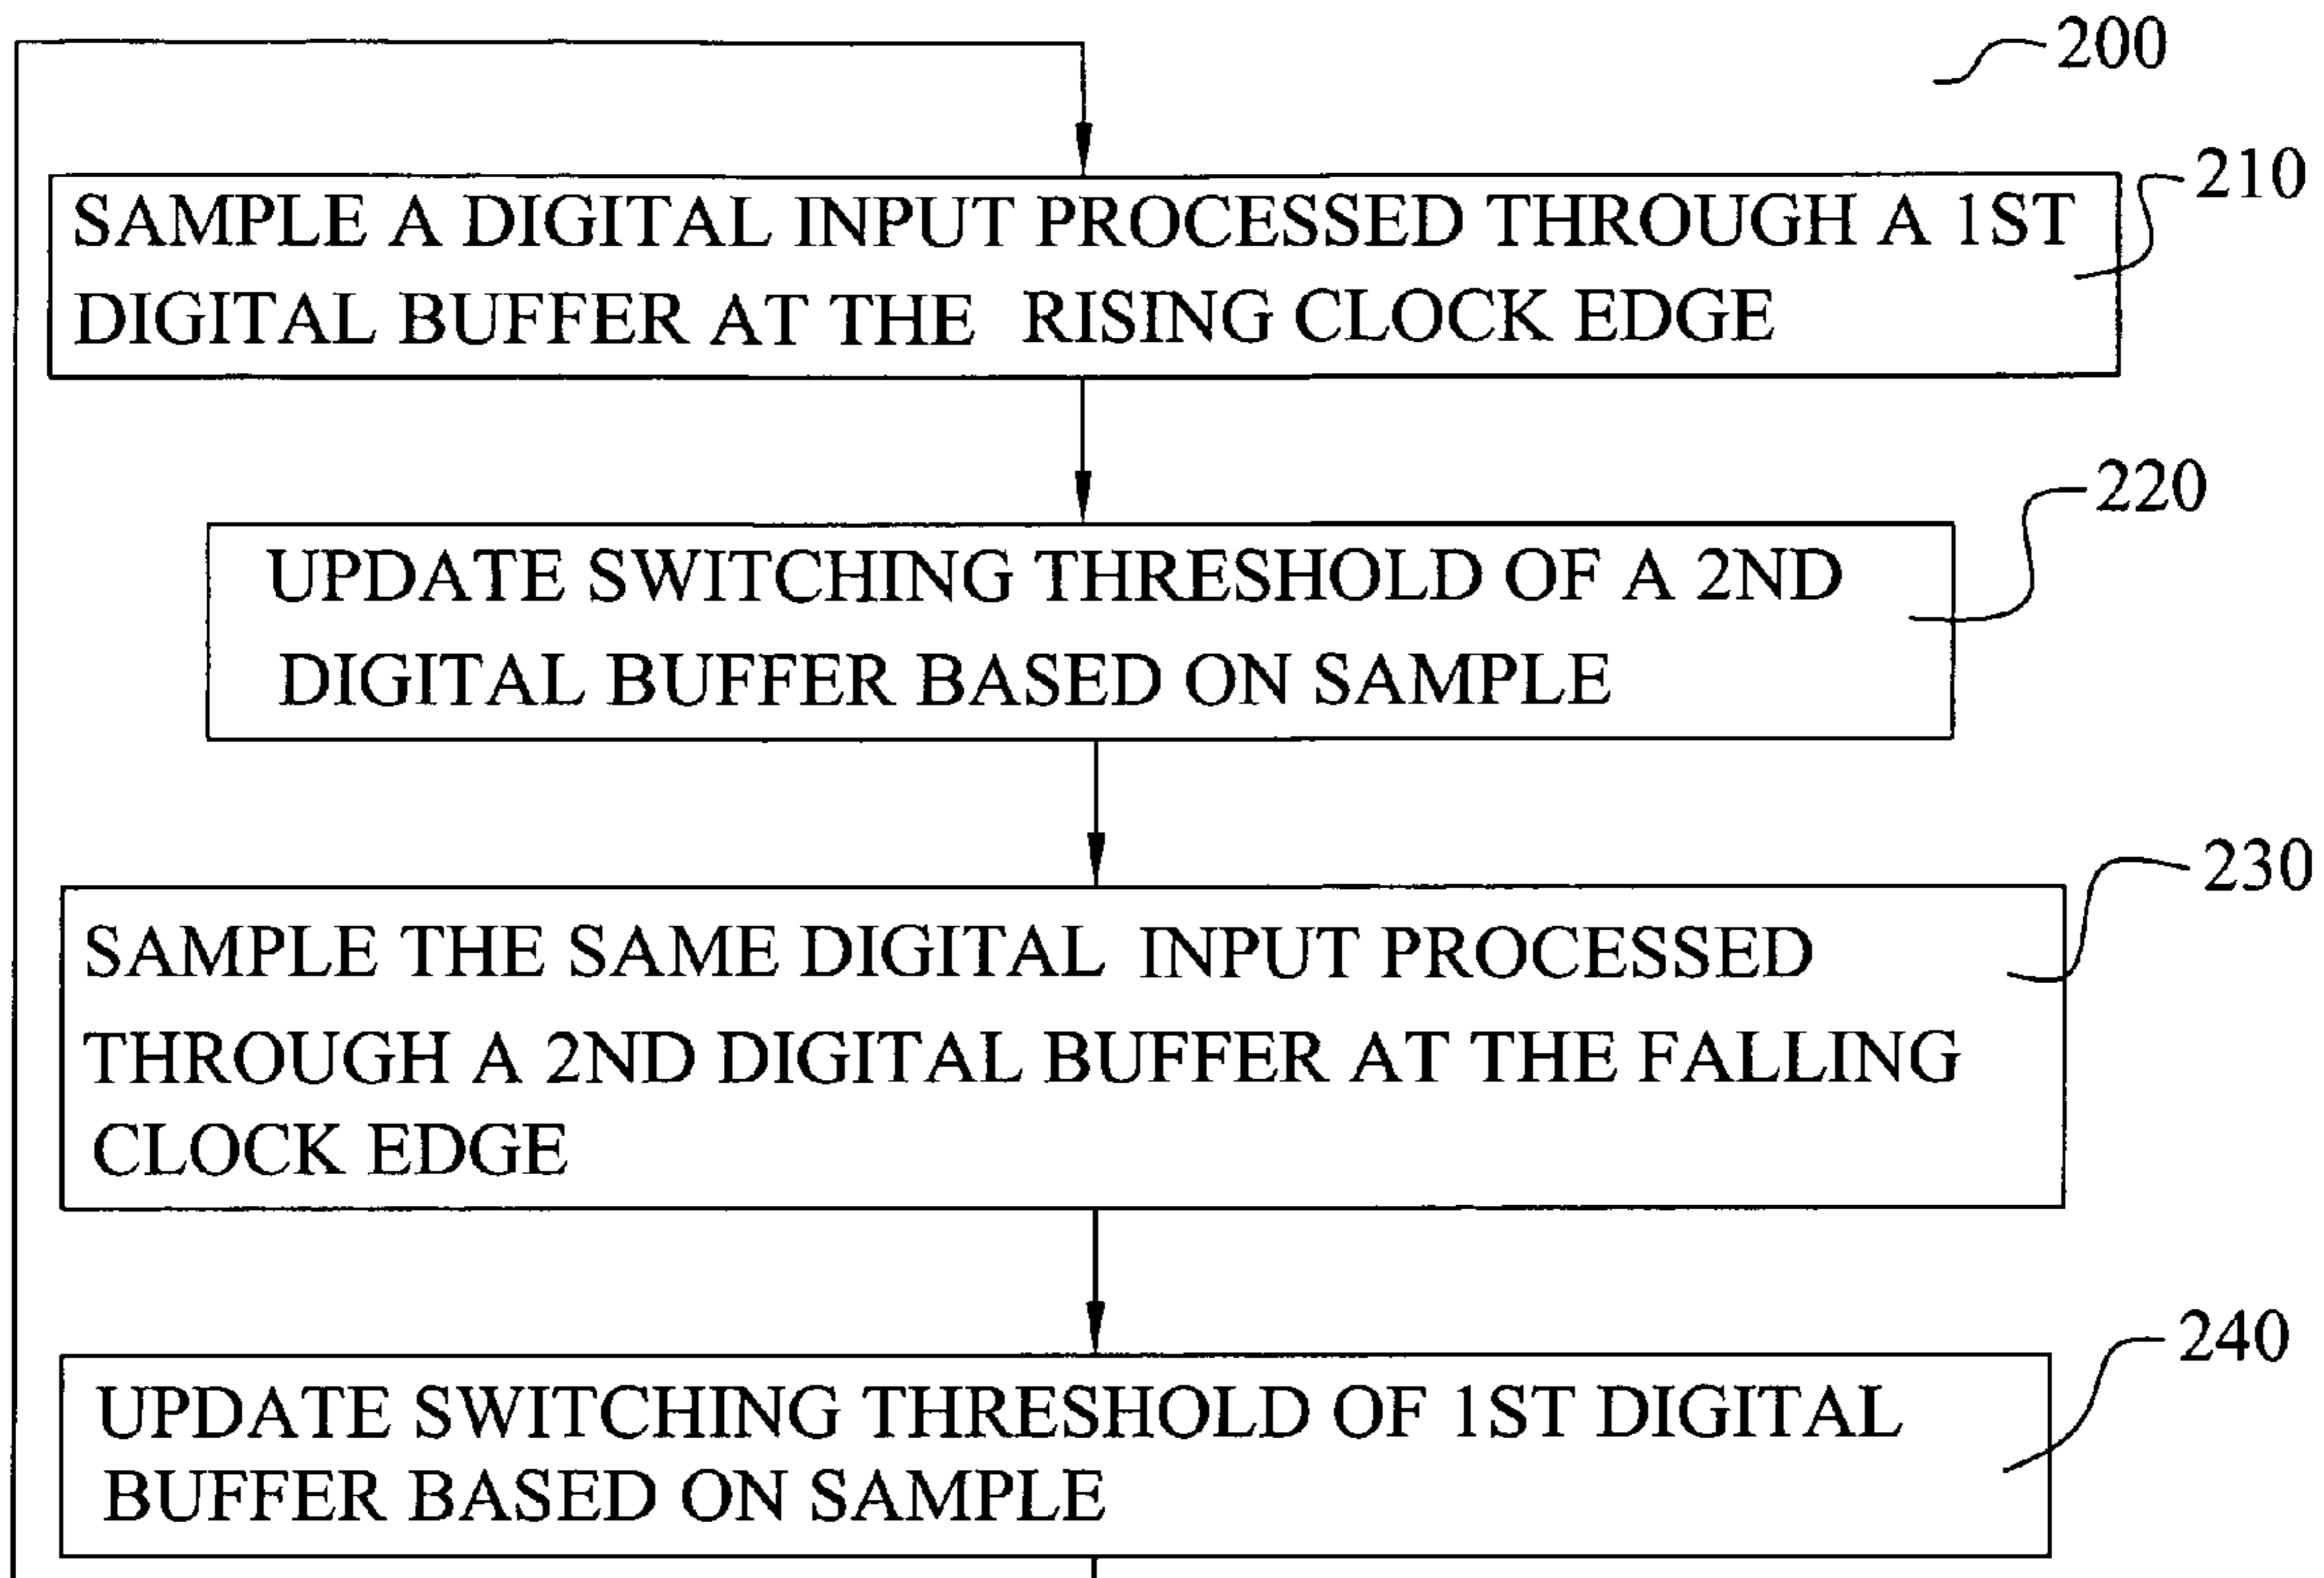 200
210
SAMPLE A DIGITAL INPUT PROCESSED THROUGH A 1ST
DIGITAL BUFFER AT THE RISING CLOCK EDGE
220
UPDATE SWITCHING THRESHOLD OF A 2ND
DIGITAL BUFFER BASED ON SAMPLE
230
SAMPLE THE SAME DIGITAL INPUT PROCESSED
THROUGH A 2ND DIGITAL BUFFER AT THE FALLING
CLOCK EDGE
240
UPDATE SWITCHING THRESHOLD OF 1ST DIGITAL
BUFFER BASED ON SAMPLE